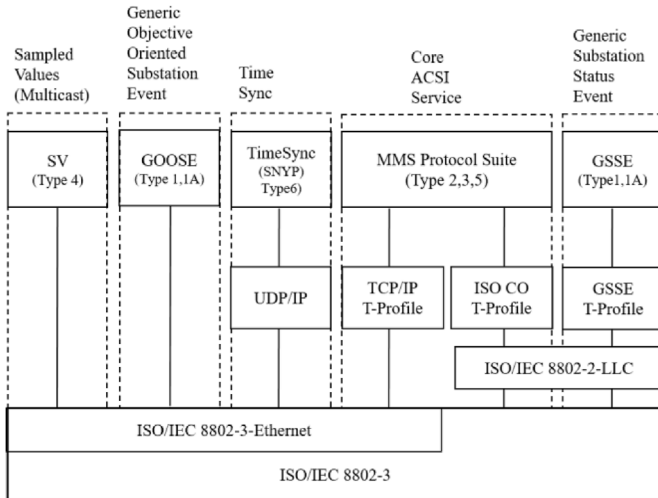 Sampled
Values
(Multicast)
Generic
Objective
Oriented
Substation
Event
Time
Sync
Core
ACSI
Service
Generic
Substation
Status
Event
SV
(Type 4)
GOOSE
(Type 1,1A)
TimeSync
(SNYP)
Type6)
MMS Protocol Suite
(Type 2,3,5)
GSSE
(Type1,1A)
UDP/IP
TCP/IP
T-Profile
ISO CO
T-Profile
GSSE
T-Profile
ISO/IEC 8802-2-LLC
ISO/IEC 8802-3-Ethernet
ISO/IEC 8802-3